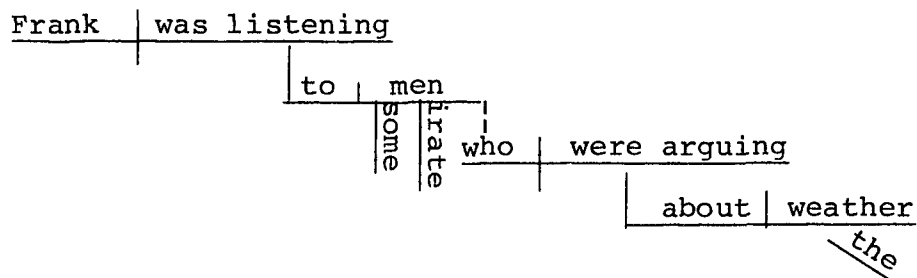 Frank was listening
to men
some irate
who were arguing
about weather
the